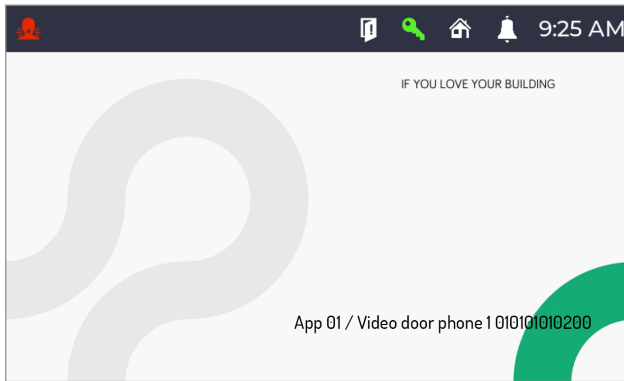 9:25 AM
IF YOU LOVE YOUR BUILDING
App 01 / Video door phone 1 010101010200